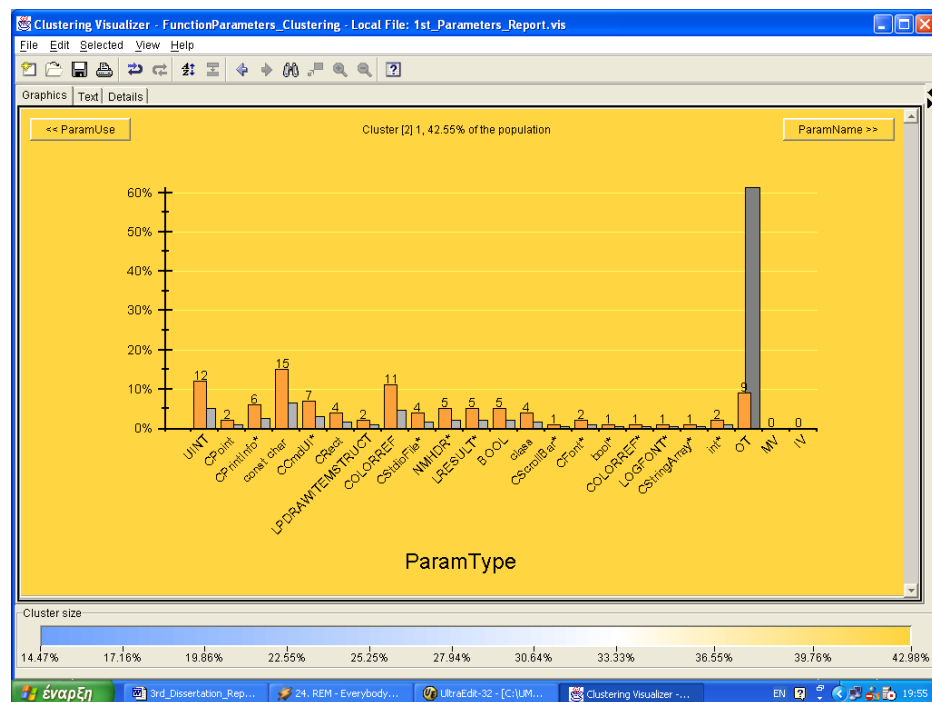 Clustering Visualizer - FunctionParameters_Clustering - Local File: 1st_Parameters_Report.vis
File Edit Selected View Help
Graphics Text Details
<< ParamUse
Cluster [2] 1, 42.55% of the population
ParamName >>
60%
50%
40%
30%
20%
10%
0%
12 2 6 15 7 4 2 11 4 5 5 5 4 1 2 1 1 1 1 2 9 0 0
UINT
CPoint
CPrintInfo*
const char
CCmdUI*
CRect
LPDRAWITEMSTRUCT
COLORREF
CStdioFile*
NMHDR*
LRESULT*
BOOL
class
CScrollBar*
CFont*
bool*
COLORREF*
LOGFONT*
CStringArray*
int*
OT
MV
IV
ParamType
Cluster size
14.47% 17.16% 19.86% 22.55% 25.25% 27.94% 30.64% 33.33% 36.55% 39.76% 42.98%
έναρξη 3rd_Dissertation_Rep... 24. REM - Everybody... UltraEdit-32 - [C:\UM... Clustering Visualizer -... EN 19:55